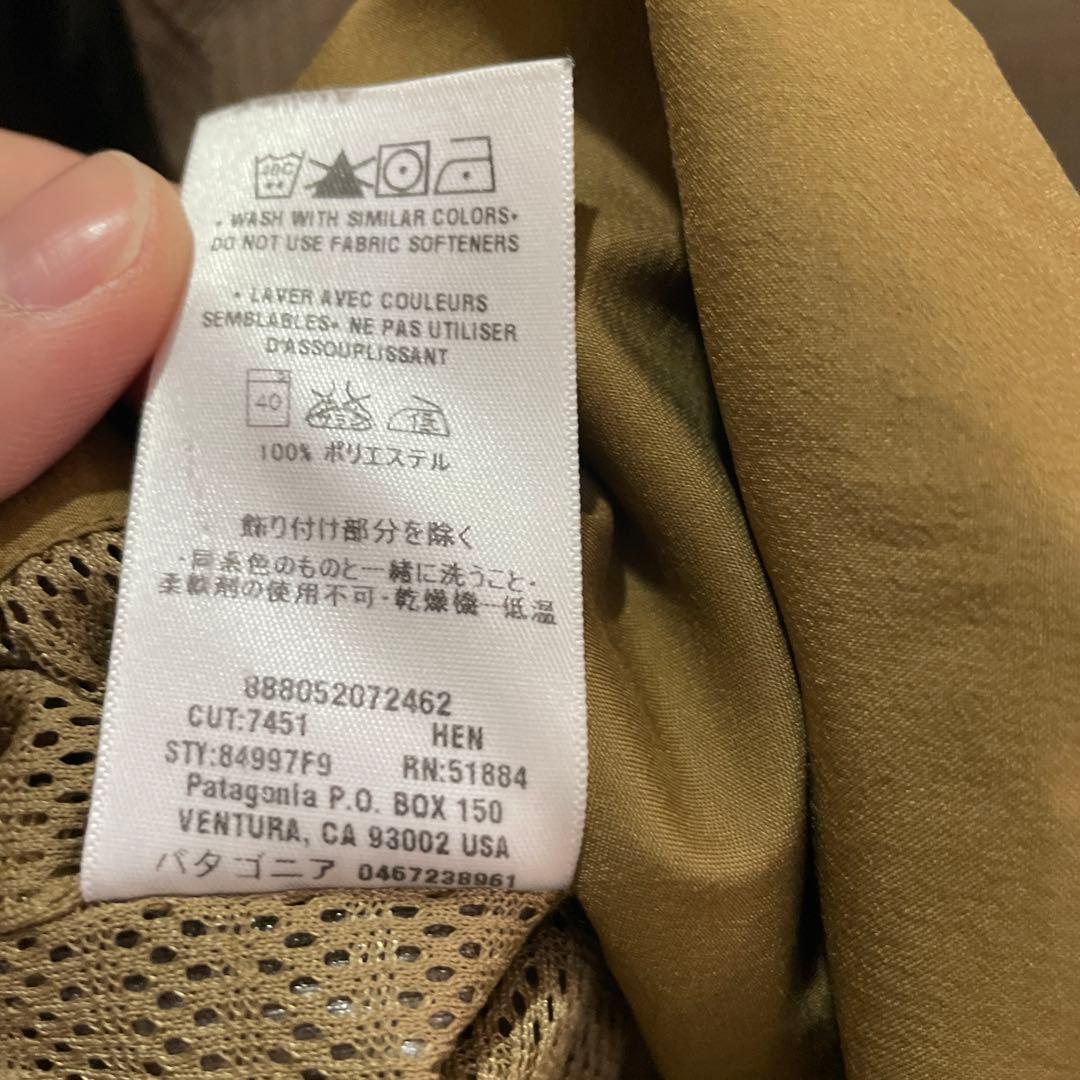 40C
• WASH WITH SIMILAR COLORS•
DO NOT USE FABRIC SOFTENERS
• LAVER AVEC COULEURS
SEMBLABLES• NE PAS UTILISER
D'ASSOUPLISSANT
40 低
100% ポリエステル
飾り付け部分を除く
・同系色のものと一緒に洗うこと・
柔軟剤の使用不可・乾燥機―低温
888052072462
CUT:7451 HEN
STY:84997F9 RN:51884
Patagonia P.O. BOX 150
VENTURA, CA 93002 USA
パタゴニア 0467238961